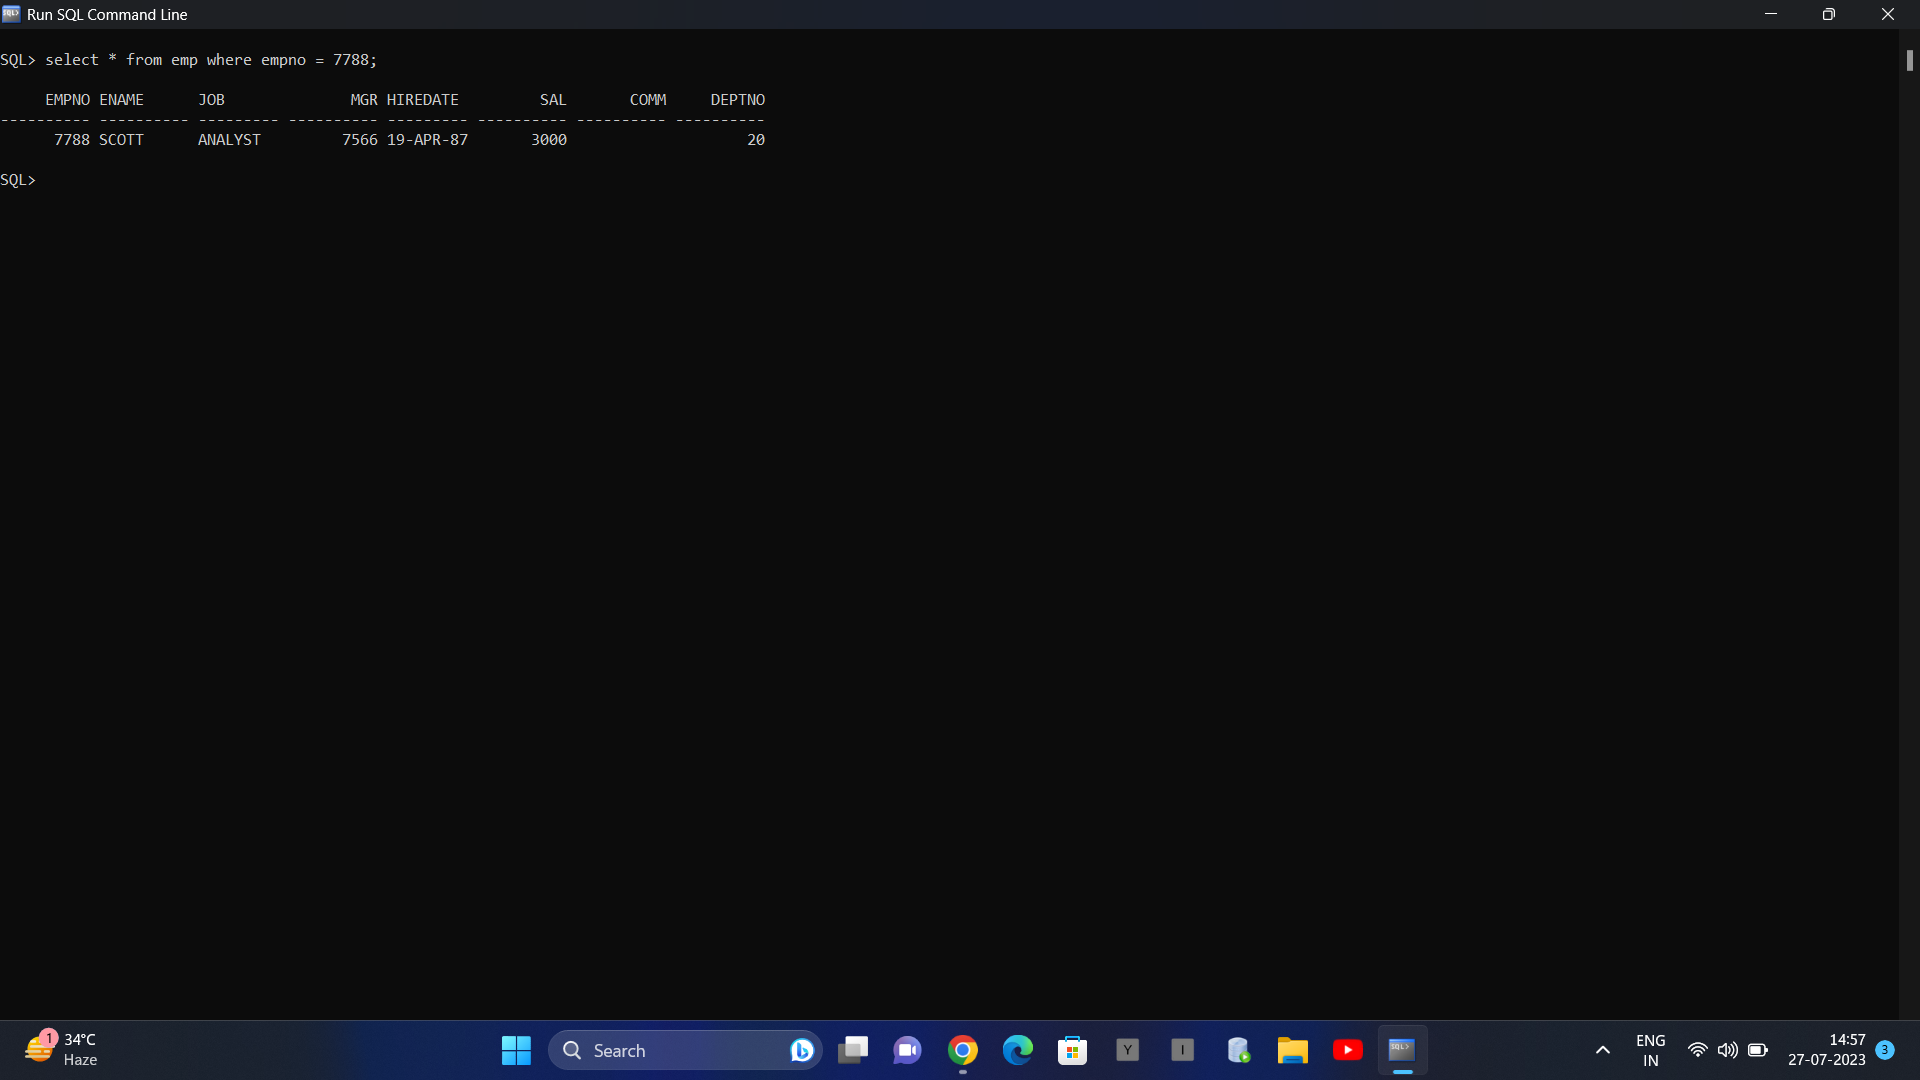 Run SQL Command Line
SQL> select * from emp where empno = 7788;
EMPNO ENAME JOB MGR HIREDATE SAL COMM DEPTNO
---------- ---------- --------- ---------- --------- ---------- ---------- ----------
7788 SCOTT ANALYST 7566 19-APR-87 3000 20
SQL>
1
34°C
Haze
Search
Y
I
SQL>
ENG
IN
14:57
27-07-2023
3